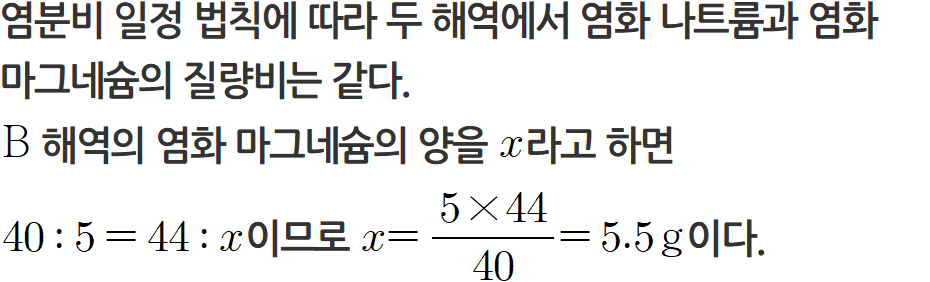 염분비 일정 법칙에 따라 두 해역에서 염화 나트륨과 염화
마그네슘의 질량비는 같다.
B 해역의 염화 마그네슘의 양을 x라고 하면
40 : 5 = 44 : x이므로 x = \frac{5×44}{40} = 5.5 g이다.